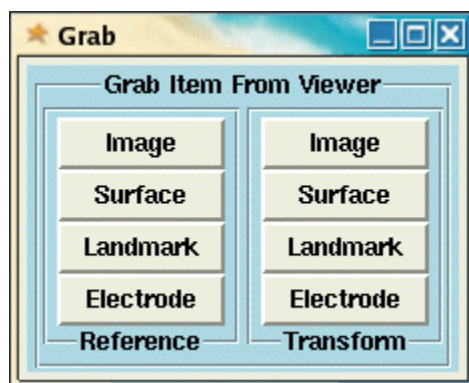 Grab
Grab Item From Viewer
Image Image
Surface Surface
Landmark Landmark
Electrode Electrode
Reference Transform